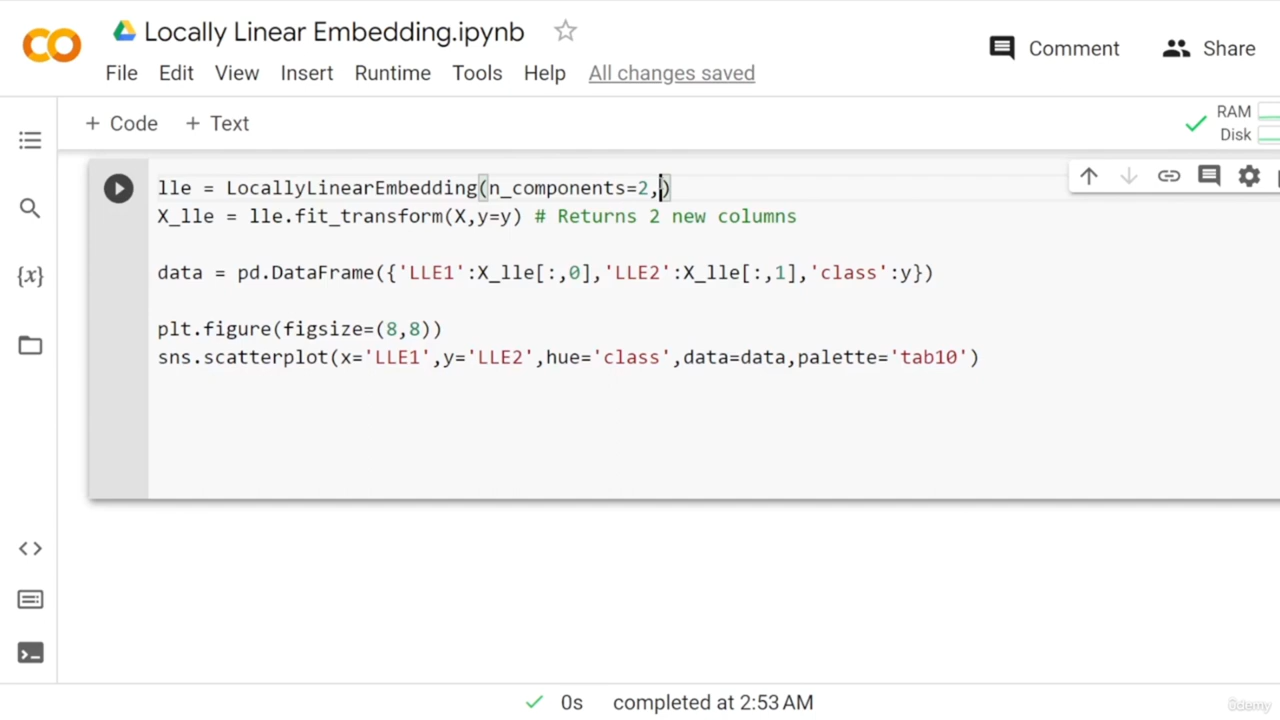 Locally Linear Embedding.ipynb
File Edit View Insert Runtime Tools Help All changes saved
Comment Share
+ Code + Text
RAM
Disk
{x}
lle = LocallyLinearEmbedding(n_components=2,)
X_lle = lle.fit_transform(X,y=y) # Returns 2 new columns
data = pd.DataFrame({'LLE1':X_lle[:,0],'LLE2':X_lle[:,1],'class':y})
plt.figure(figsize=(8,8))
sns.scatterplot(x='LLE1',y='LLE2',hue='class',data=data,palette='tab10')
0s completed at 2:53 AM
ûdemy